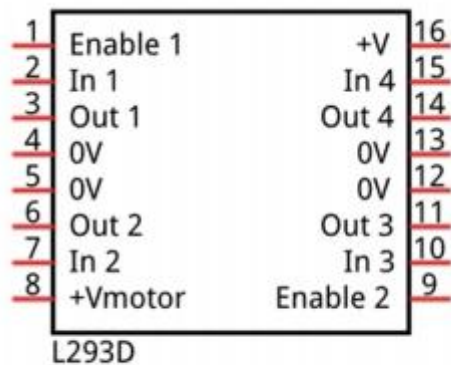 1 Enable 1 +V 16
2 In 1 In 4 15
3 Out 1 Out 4 14
4 0V 0V 13
5 0V 0V 12
6 Out 2 Out 3 11
7 In 2 In 3 10
8 +Vmotor Enable 2 9
L293D